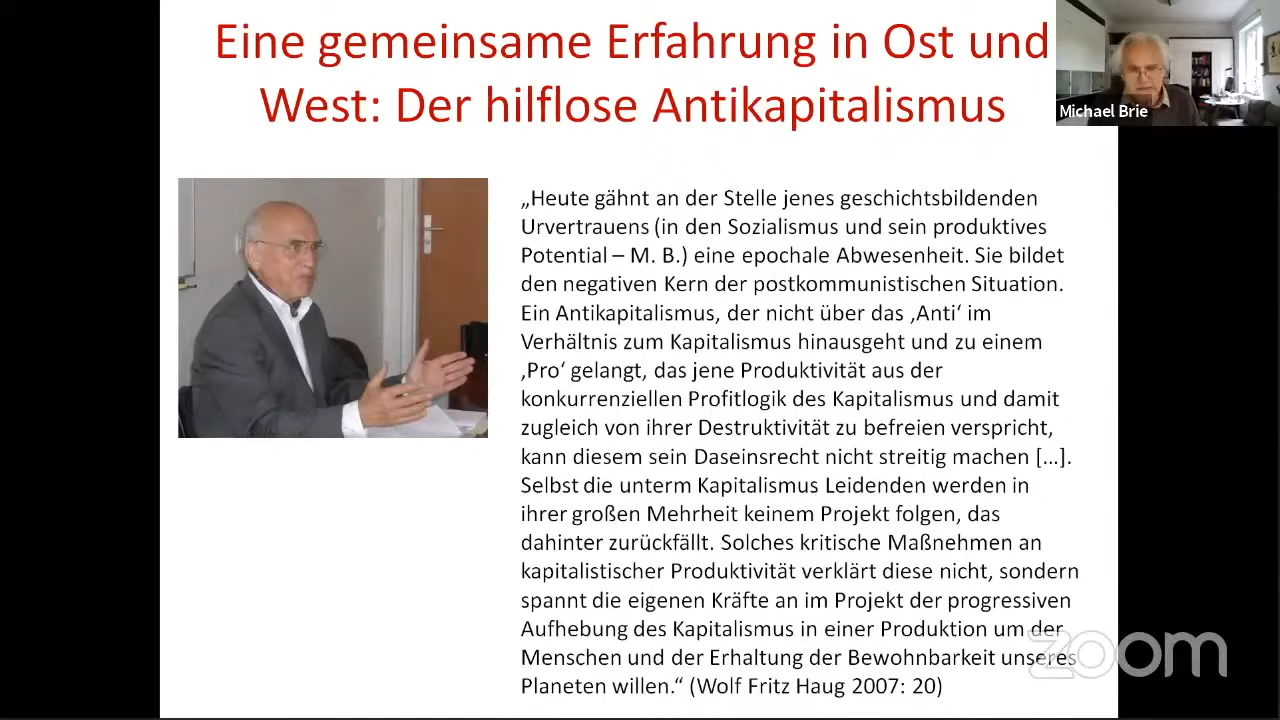 Eine gemeinsame Erfahrung in Ost und
West: Der hilflose Antikapitalismus
Michael Brie
„Heute gähnt an der Stelle jenes geschichtsbildenden
Urvertrauens (in den Sozialismus und sein produktives
Potential – M. B.) eine epochale Abwesenheit. Sie bildet
den negativen Kern der postkommunistischen Situation.
Ein Antikapitalismus, der nicht über das ‚Anti‘ im
Verhältnis zum Kapitalismus hinausgeht und zu einem
‚Pro‘ gelangt, das jene Produktivität aus der
konkurrenziellen Profitlogik des Kapitalismus und damit
zugleich von ihrer Destruktivität zu befreien verspricht,
kann diesem sein Daseinsrecht nicht streitig machen […].
Selbst die unterm Kapitalismus Leidenden werden in
ihrer großen Mehrheit keinem Projekt folgen, das
dahinter zurückfällt. Solches kritische Maßnehmen an
kapitalistischer Produktivität verklärt diese nicht, sondern
spannt die eigenen Kräfte an im Projekt der progressiven
Aufhebung des Kapitalismus in einer Produktion um der
Menschen und der Erhaltung der Bewohnbarkeit unseres
Planeten willen.“ (Wolf Fritz Haug 2007: 20)
zoom